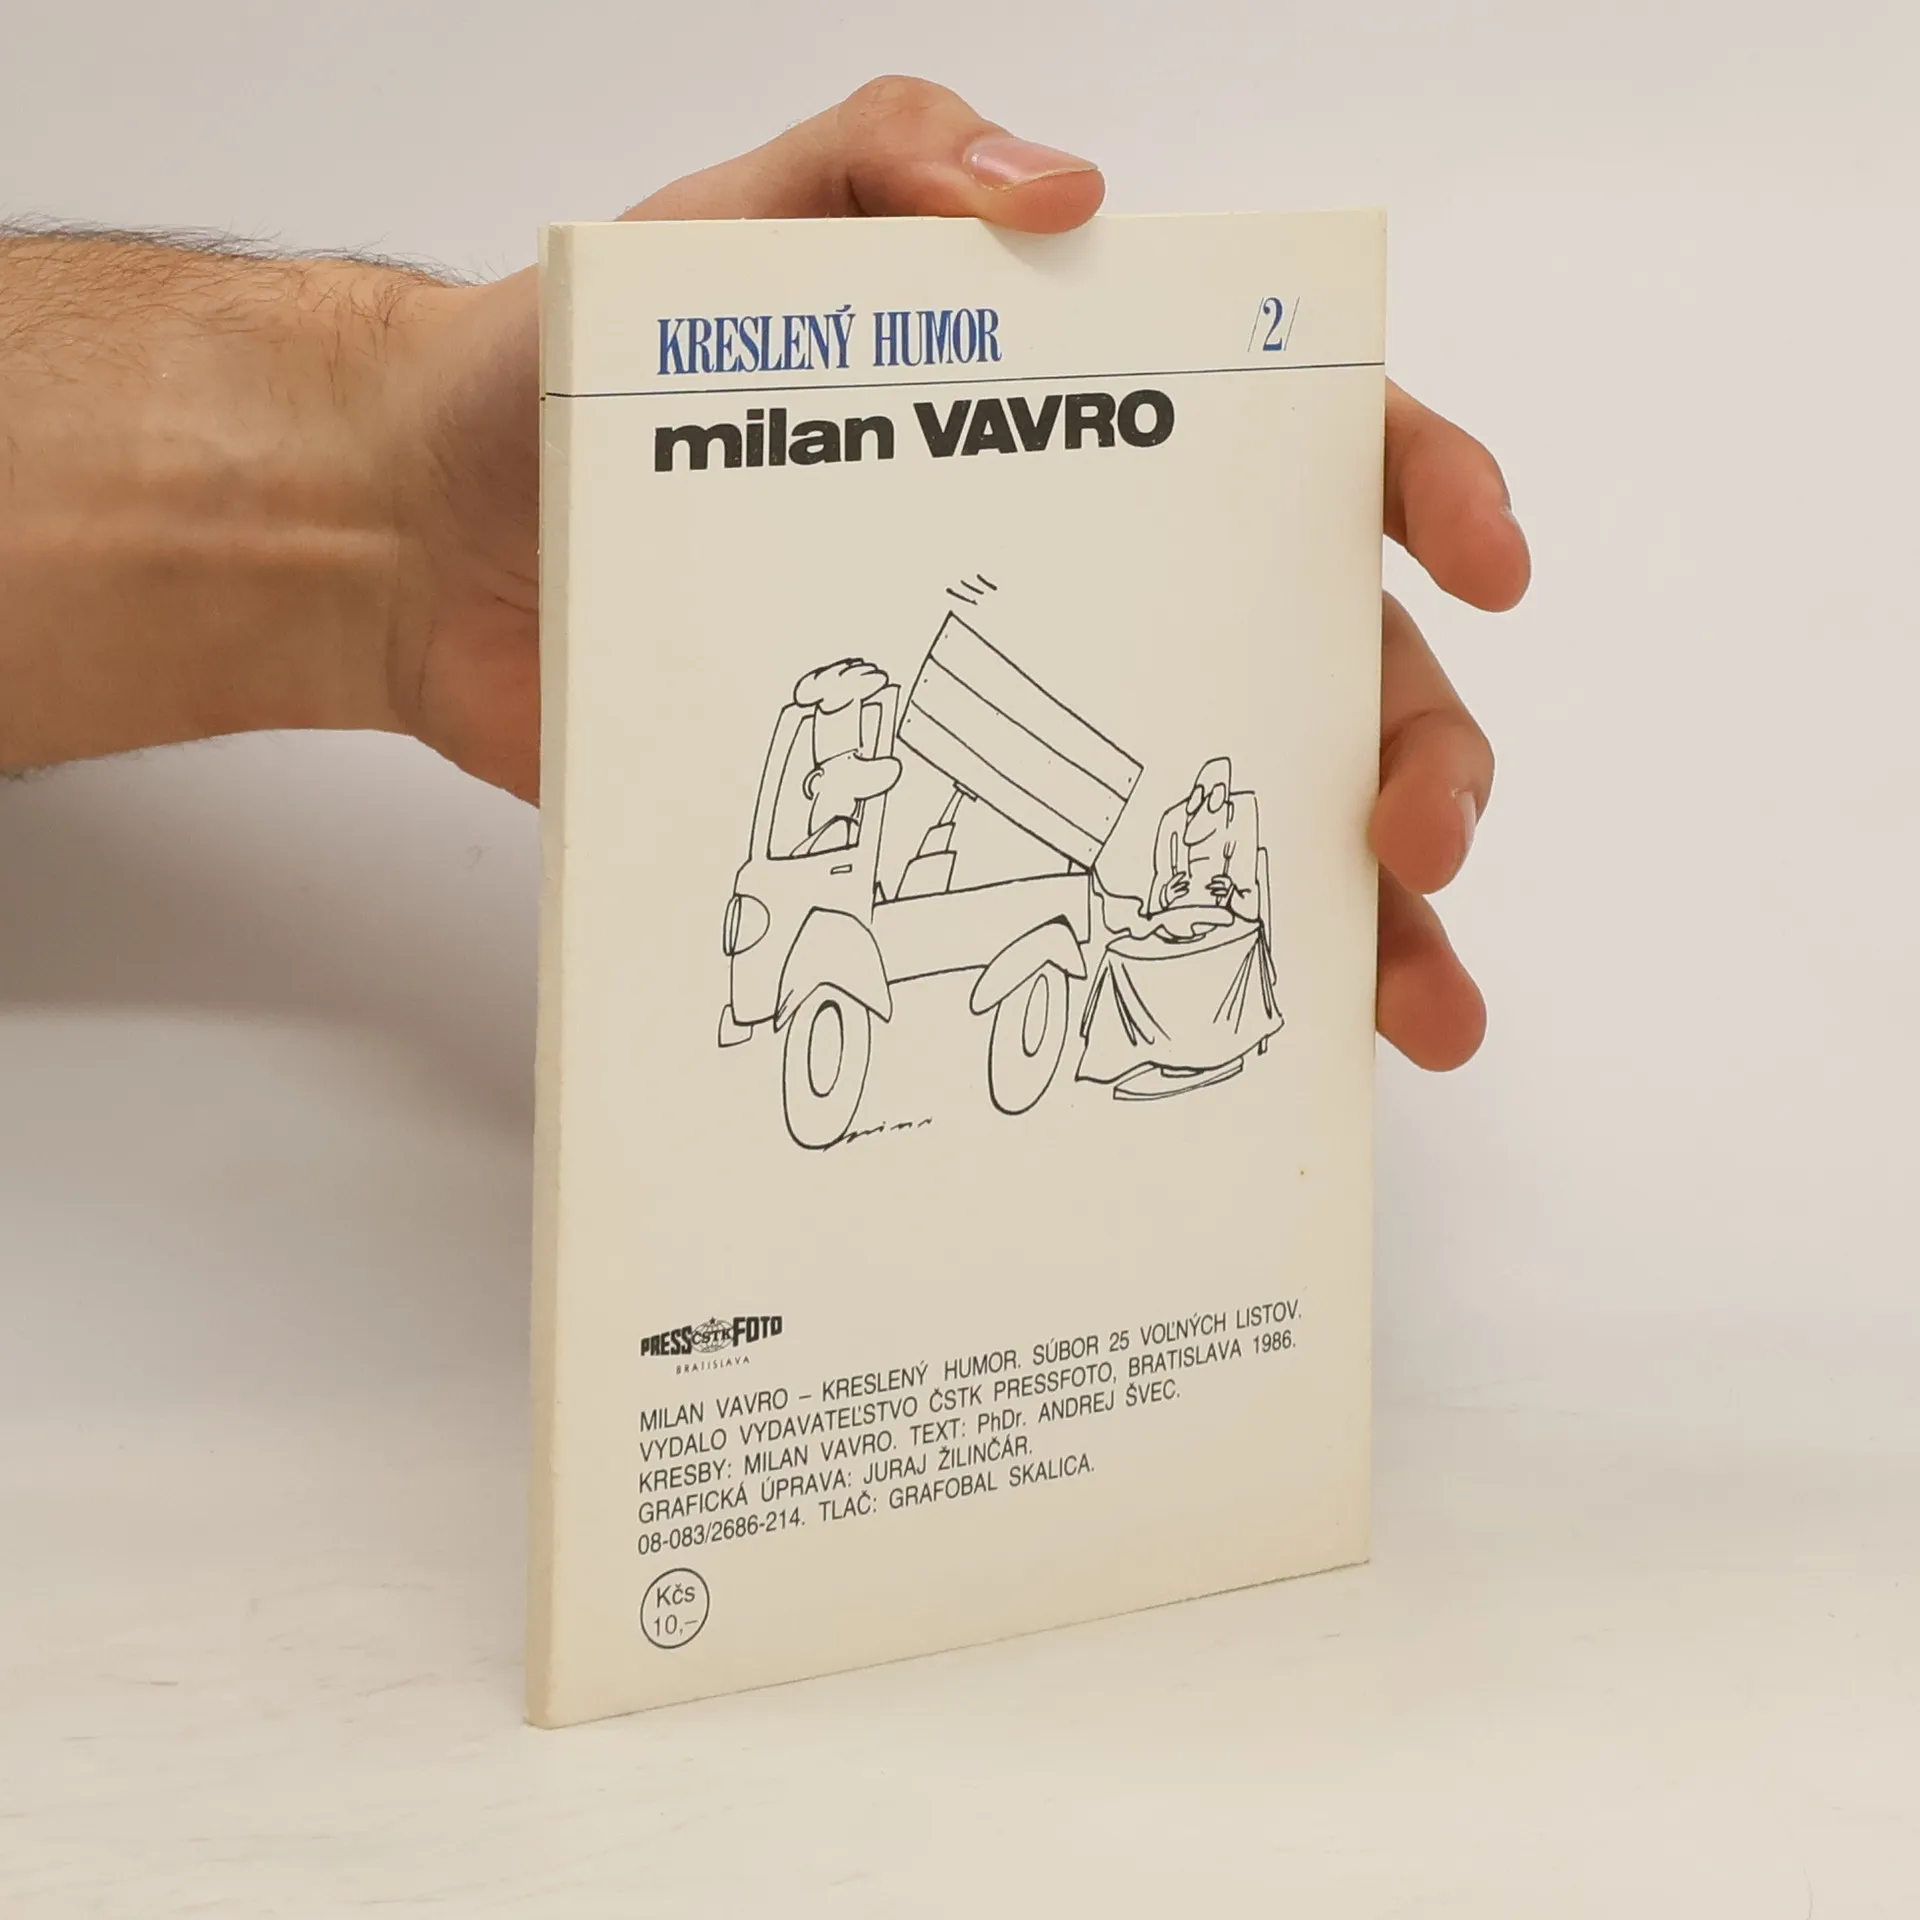 KRESLENÝ HUMOR /2/
milan VAVRO
PRESS ČSTK FOTO
BRATISLAVA
MILAN VAVRO – KRESLENÝ HUMOR. SÚBOR 25 VOĽNÝCH LISTOV.
VYDALO VYDAVATEĽSTVO ČSTK PRESSFOTO, BRATISLAVA 1986.
KRESBY: MILAN VAVRO. TEXT: PhDr. ANDREJ ŠVEC.
GRAFICKÁ ÚPRAVA: JURAJ ŽILINČÁR.
08-083/2686-214. TLAČ: GRAFOBAL SKALICA.
Kčs
10,–